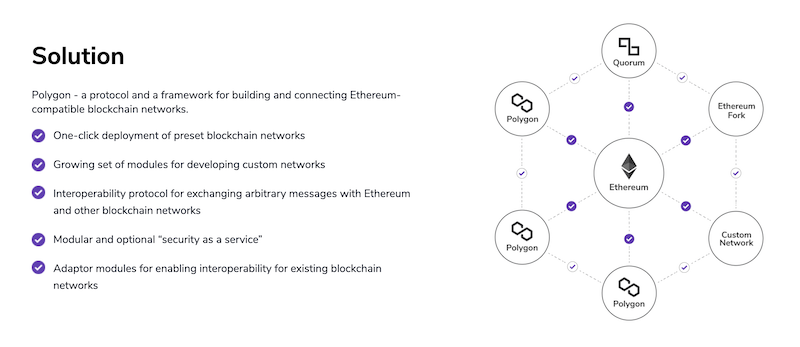 Solution
Polygon - a protocol and a framework for building and connecting Ethereum-
compatible blockchain networks.
One-click deployment of preset blockchain networks
Growing set of modules for developing custom networks
Interoperability protocol for exchanging arbitrary messages with Ethereum
and other blockchain networks
Modular and optional “security as a service”
Adaptor modules for enabling interoperability for existing blockchain
networks
Quorum
Polygon
Ethereum
Fork
Ethereum
Polygon
Custom
Network
Polygon